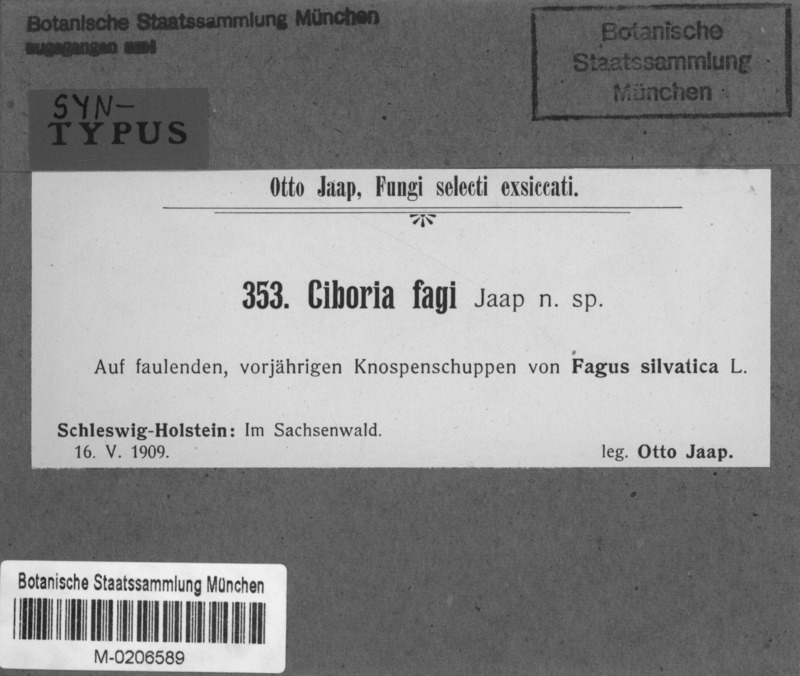 Botanische Staatssammlung München
zugegangen aus:
Botanische
Staatssammlung
München
SYN-
TYPUS
Otto Jaap, Fungi selecti exsiccati.
353. Ciboria fagi Jaap n. sp.
Auf faulenden, vorjährigen Knospenschuppen von Fagus silvatica L.
Schleswig-Holstein: Im Sachsenwald.
16. V. 1909.
leg. Otto Jaap.
Botanische Staatssammlung München
M-0206589